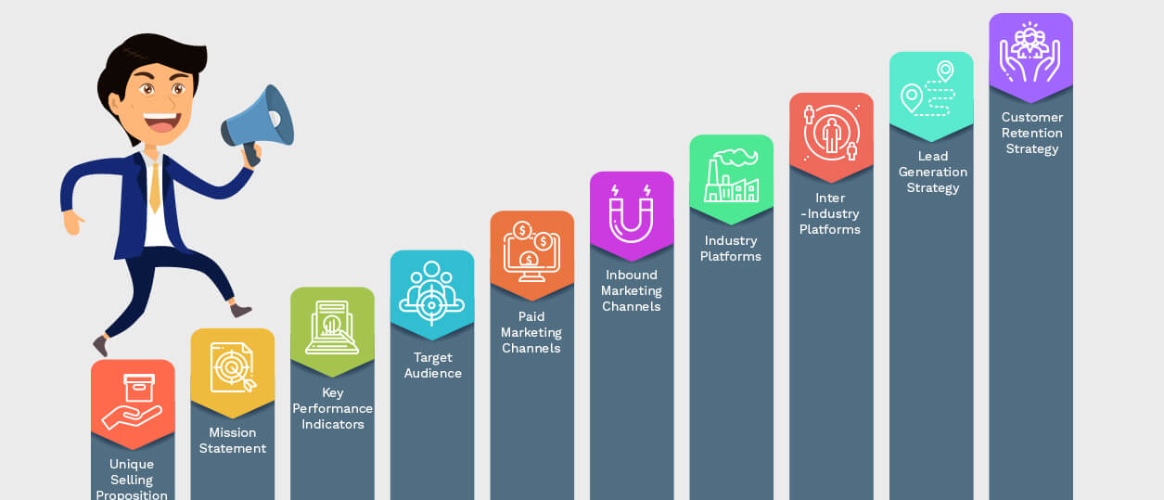 Unique
Selling
Proposition
Mission
Statement
Key
Performance
Indicators
Target
Audience
Paid
Marketing
Channels
Inbound
Marketing
Channels
Industry
Platforms
Inter
-Industry
Platforms
Lead
Generation
Strategy
Customer
Retention
Strategy